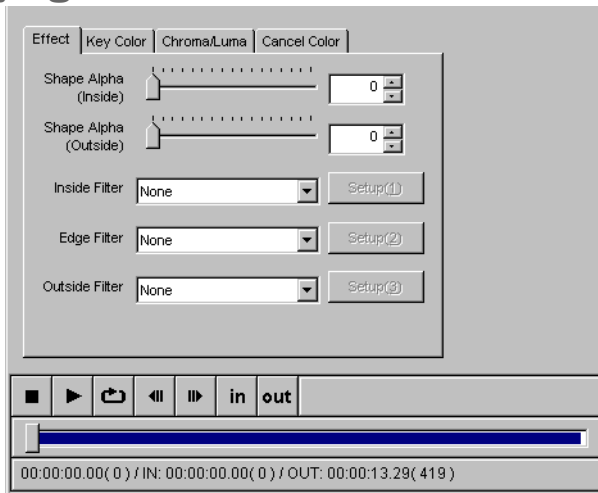 Effect Key Color Chroma/Luma Cancel Color
Shape Alpha
(Inside)
0
Shape Alpha
(Outside)
0
Inside Filter None Setup(1)
Edge Filter None Setup(2)
Outside Filter None Setup(3)
in out
00:00:00.00( 0 ) / IN: 00:00:00.00( 0 ) / OUT: 00:00:13.29( 419 )